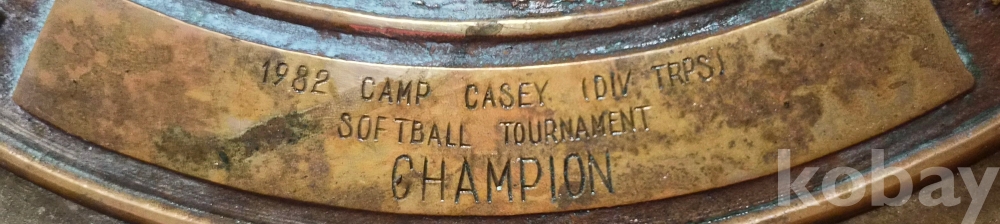 1982 CAMP CASEY (DIV TRPS)
SOFTBALL TOURNAMENT
CHAMPION
kobay